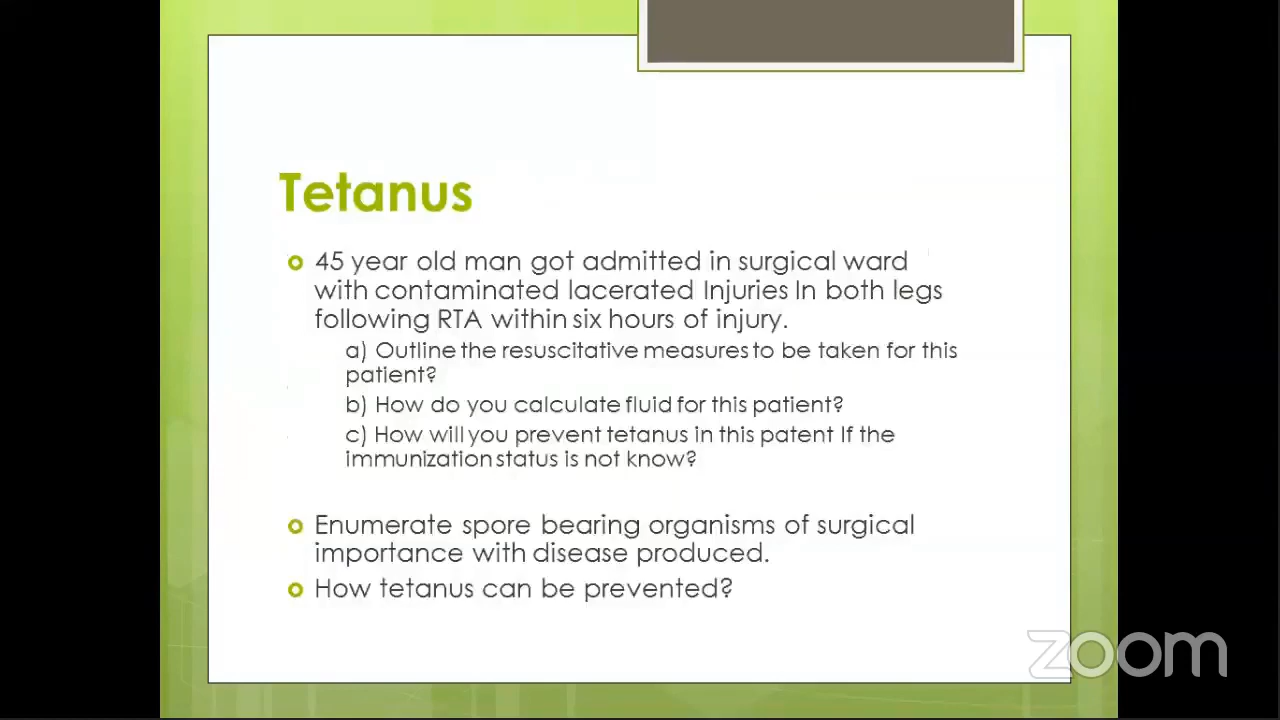 Tetanus
45 year old man got admitted in surgical ward
with contaminated lacerated Injuries In both legs
following RTA within six hours of injury.
a) Outline the resuscitative measures to be taken for this
patient?
b) How do you calculate fluid for this patient?
c) How will you prevent tetanus in this patent If the
immunization status is not know?
Enumerate spore bearing organisms of surgical
importance with disease produced.
How tetanus can be prevented?
zoom